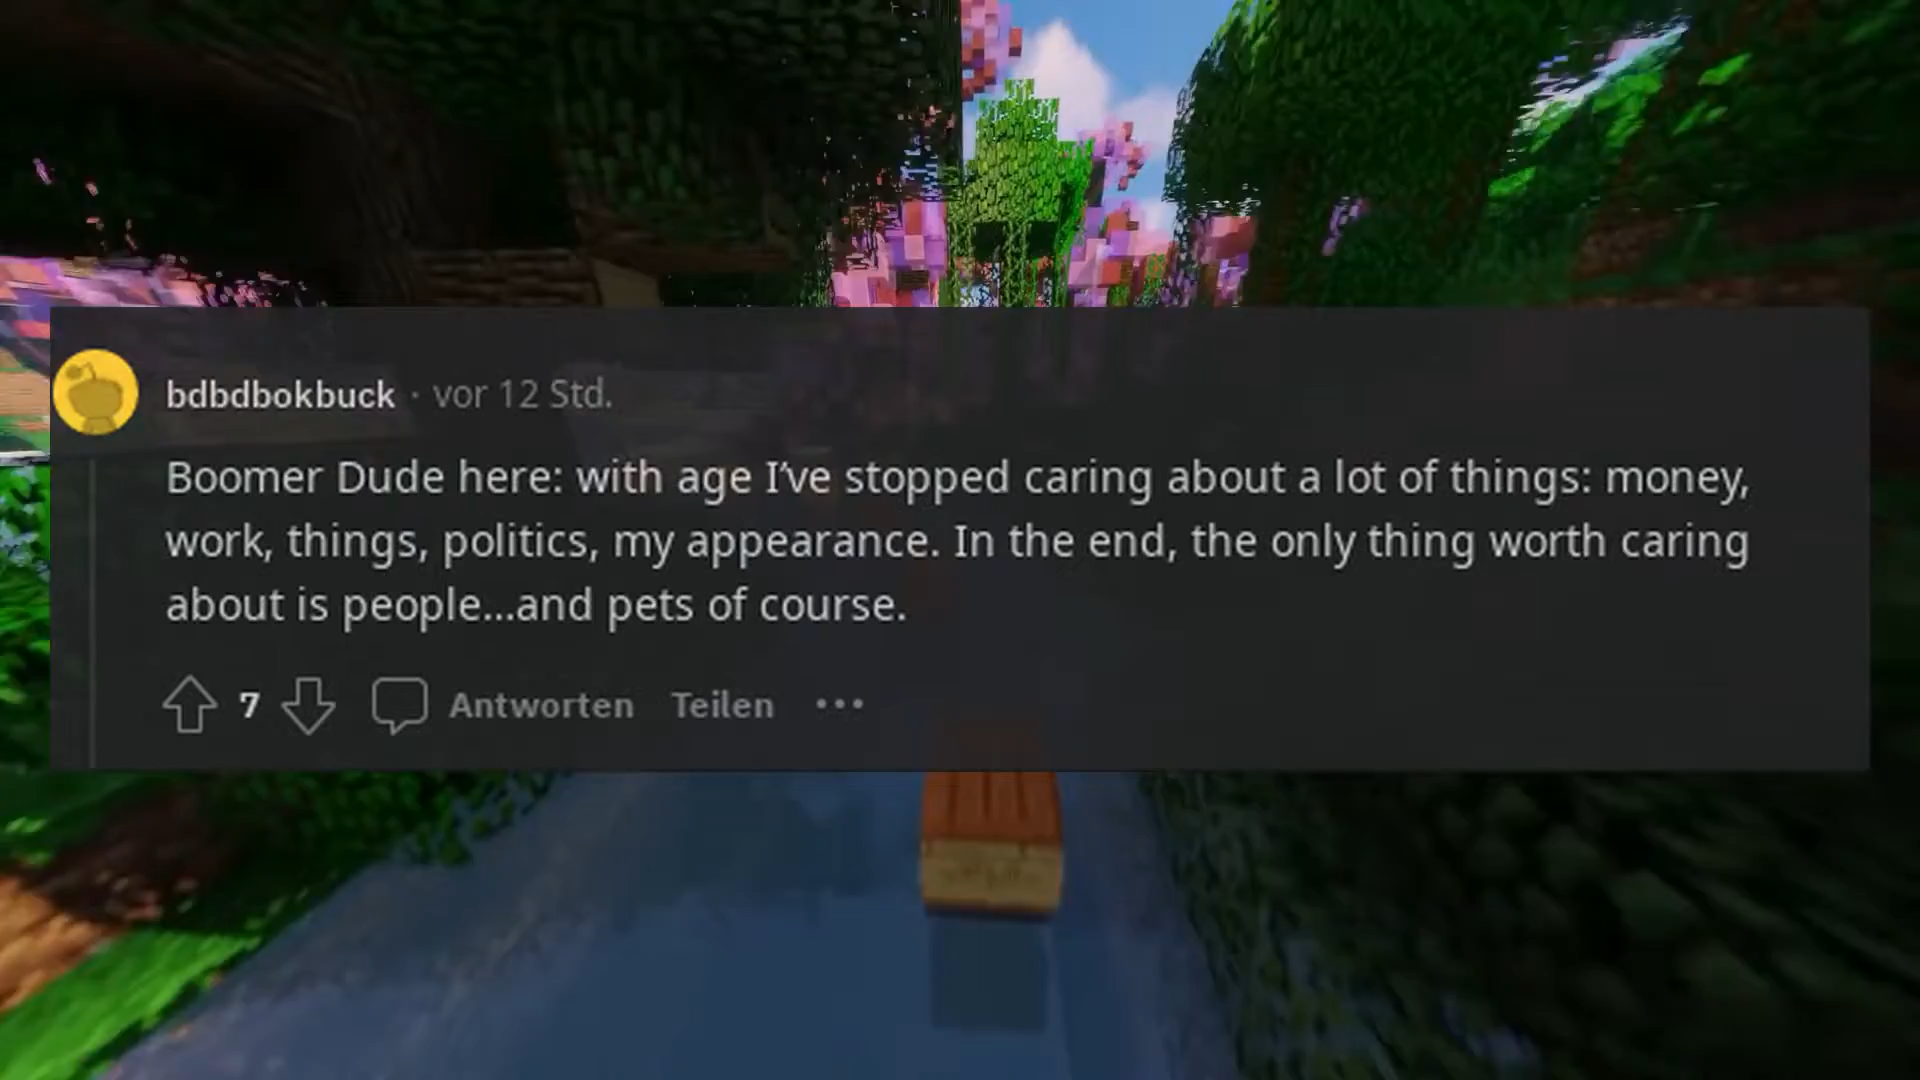 bdbdbokbuck · vor 12 Std.
Boomer Dude here: with age I've stopped caring about a lot of things: money,
work, things, politics, my appearance. In the end, the only thing worth caring
about is people...and pets of course.
7 Antworten Teilen •••